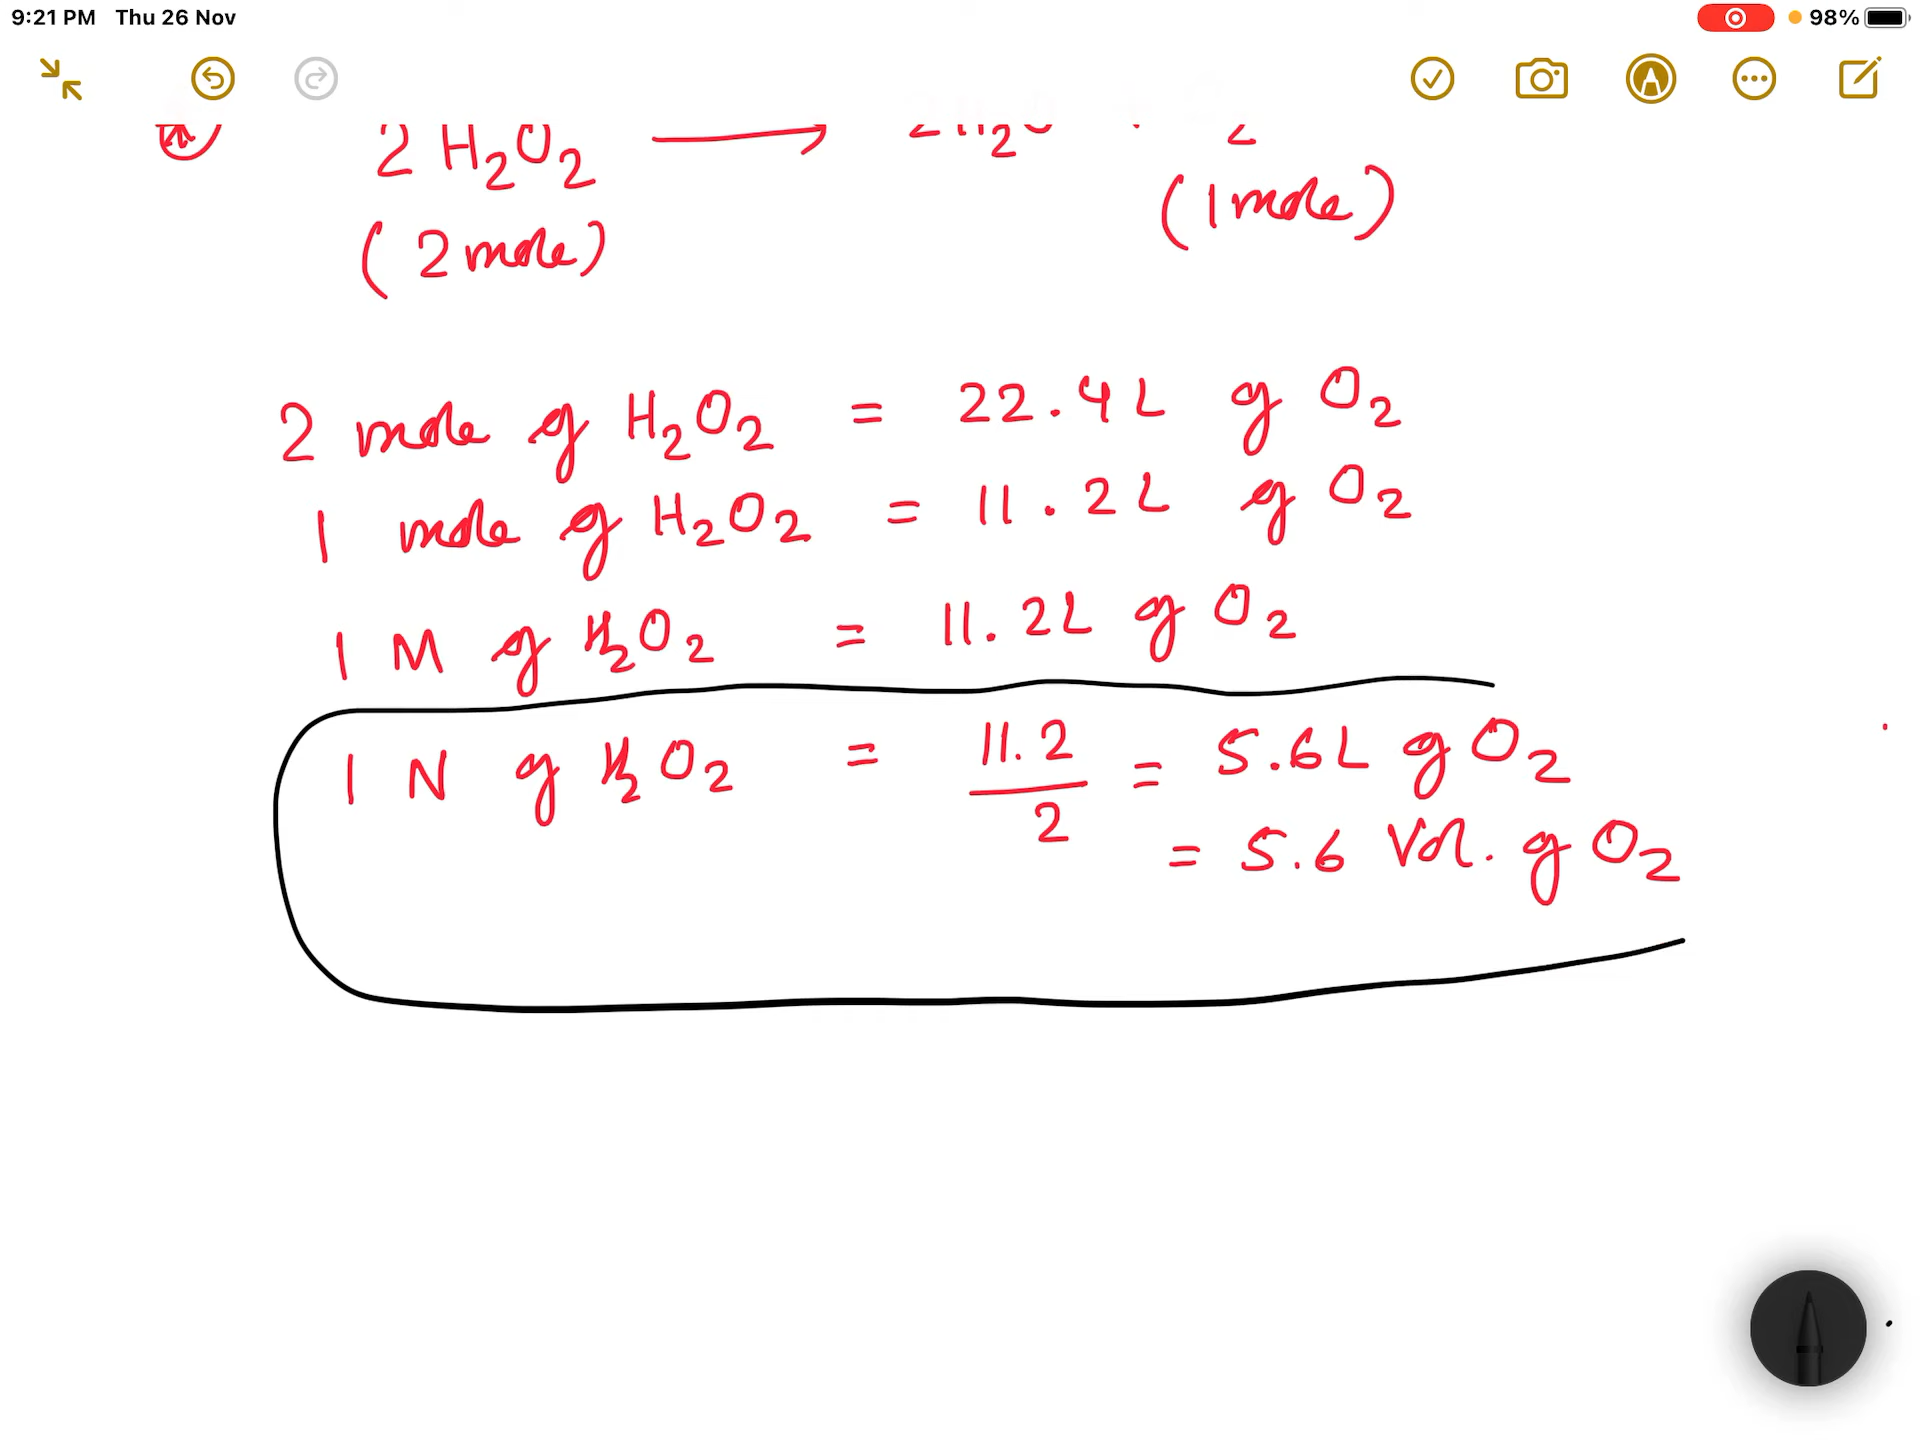 9:21 PM Thu 26 Nov 98%
2 H₂O₂ ⟶ 2H₂O + O₂
(2 mole) (1 mole)
2 mole of H₂O₂ = 22.4 L of O₂
1 mole of H₂O₂ = 11.2 L of O₂
1 M of H₂O₂ = 11.2 L of O₂
1 N of H₂O₂ = 11.2/2 = 5.6 L of O₂
= 5.6 Vol. of O₂